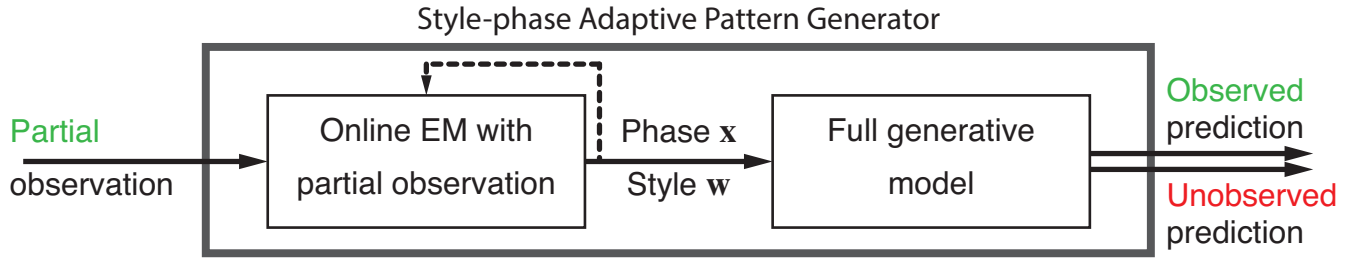 Style-phase Adaptive Pattern Generator
Partial
observation
Online EM with
partial observation
Phase x
Style w
Full generative
model
Observed
prediction
Unobserved
prediction